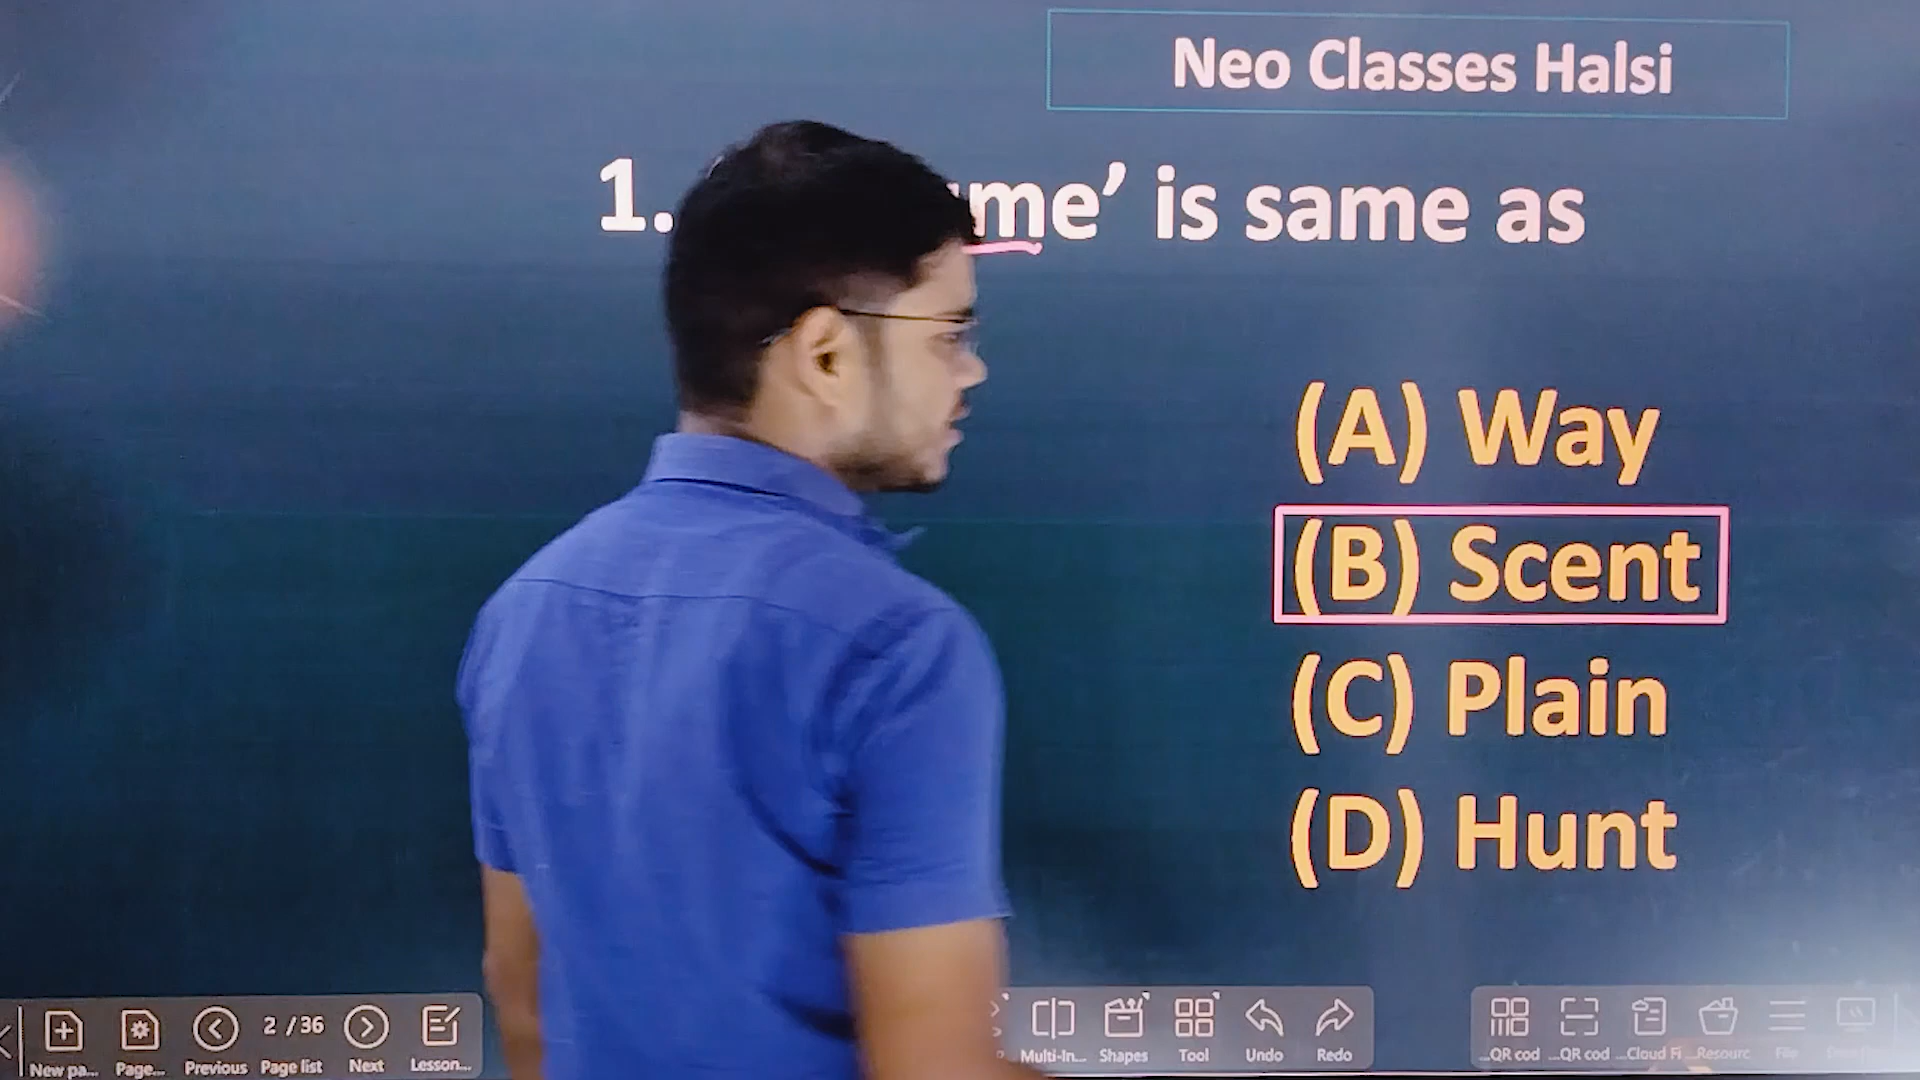 Neo Classes Halsi
1. me’ is same as
(A) Way
(B) Scent
(C) Plain
(D) Hunt
New pa... Page... Previous 2 /36 Page list Next Lesson... Multi-In... Shapes Tool Undo Redo ...QR cod ...QR cod ...Cloud Fi ...Resourc File